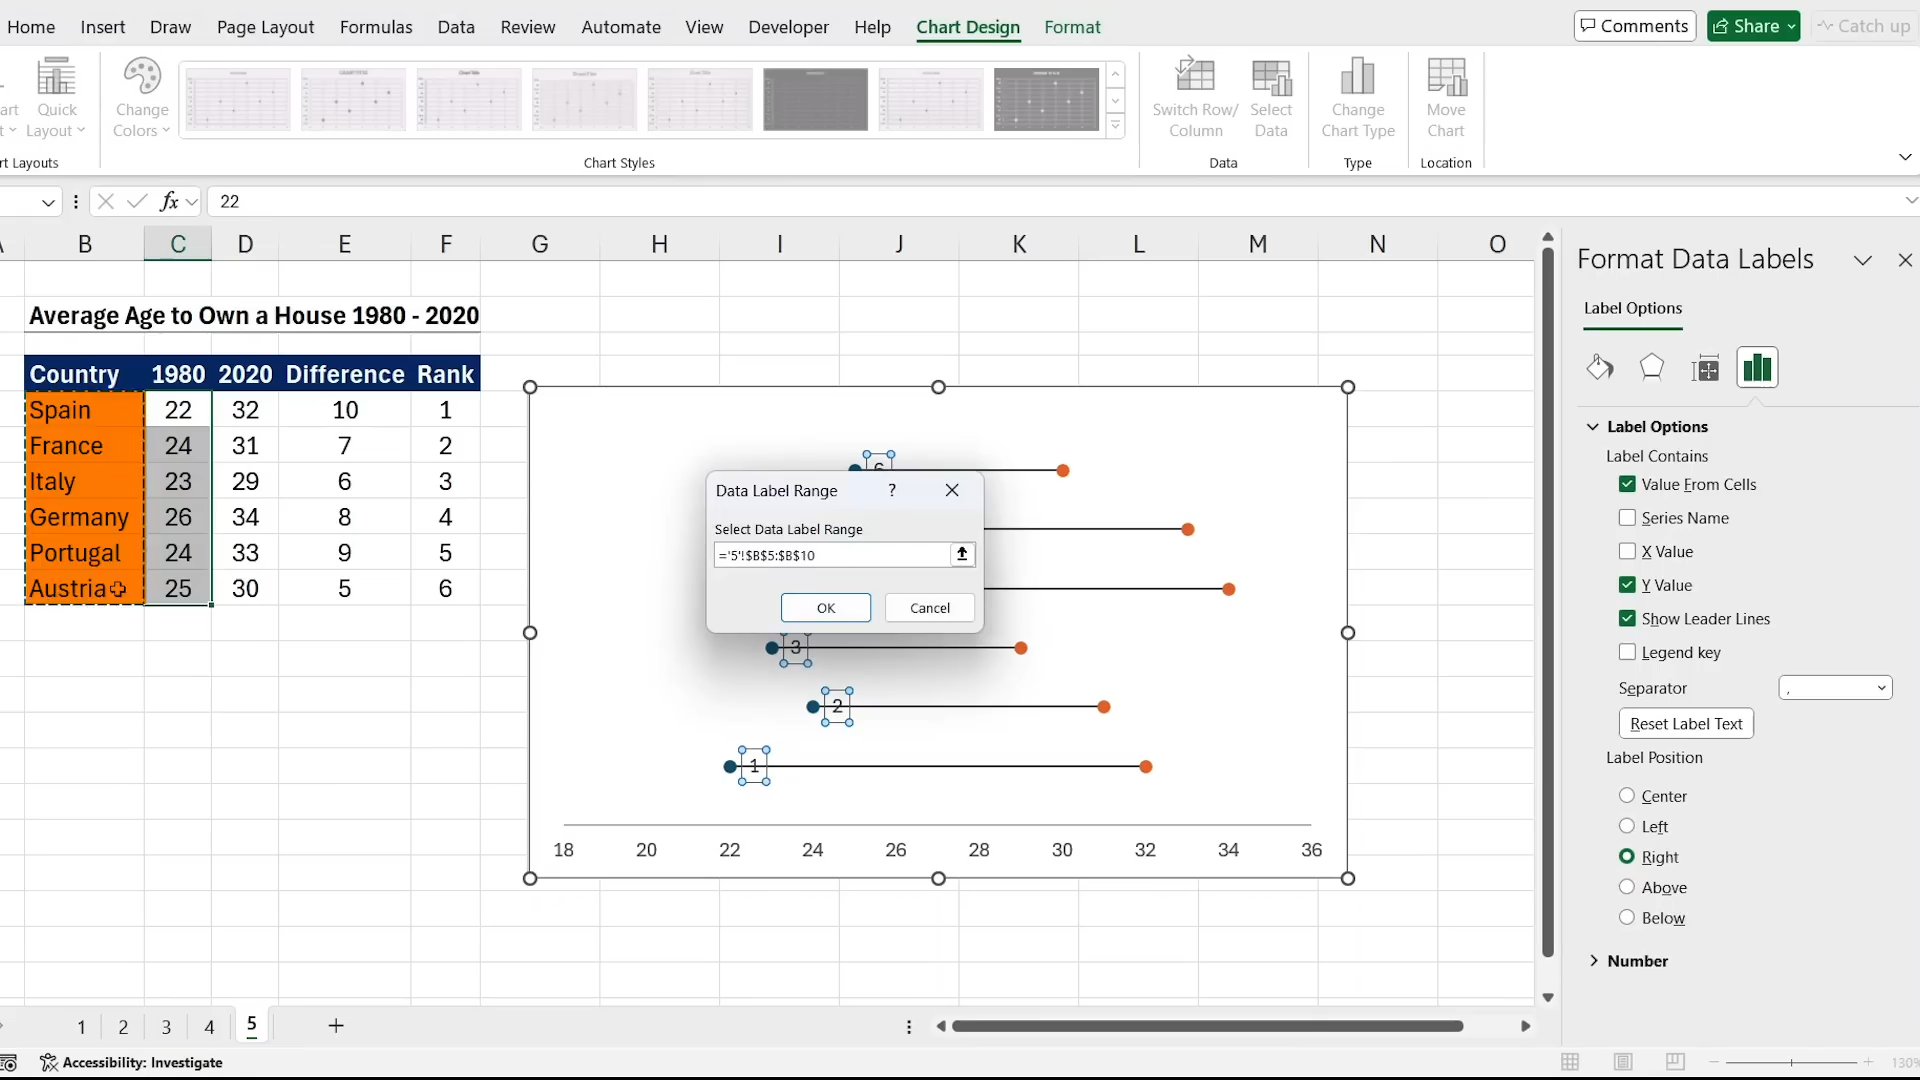 Home Insert Draw Page Layout Formulas Data Review Automate View Developer Help Chart Design Format Comments Share Catch up
Quick Layout
Change Colors
Switch Row/ Column
Select Data
Change Chart Type
Move Chart
rt Layouts Chart Styles Data Type Location
fx 22
B C D E F G H I J K L M N O
Average Age to Own a House 1980 - 2020
Country 1980 2020 Difference Rank
Spain 22 32 10 1
France 24 31 7 2
Italy 23 29 6 3
Germany 26 34 8 4
Portugal 24 33 9 5
Austria 25 30 5 6
Data Label Range ?
Select Data Label Range
='5'!$B$5:$B$10
OK Cancel
3
2
1
18 20 22 24 26 28 30 32 34 36
Format Data Labels
Label Options
Label Options
Label Contains
Value From Cells
Series Name
X Value
Y Value
Show Leader Lines
Legend key
Separator ,
Reset Label Text
Label Position
Center
Left
Right
Above
Below
Number
1 2 3 4 5
Accessibility: Investigate
130%